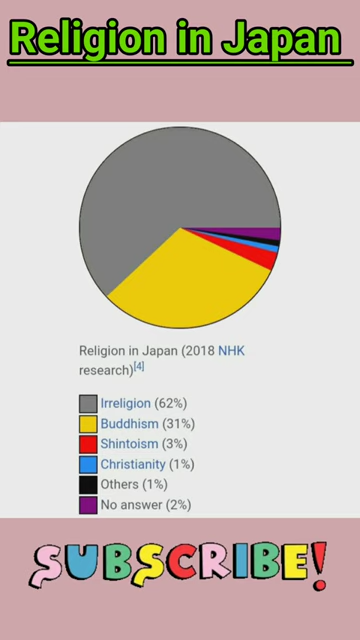 Religion in Japan
Religion in Japan (2018 NHK
research)[4]
Irreligion (62%)
Buddhism (31%)
Shintoism (3%)
Christianity (1%)
Others (1%)
No answer (2%)
SUBSCRIBE!